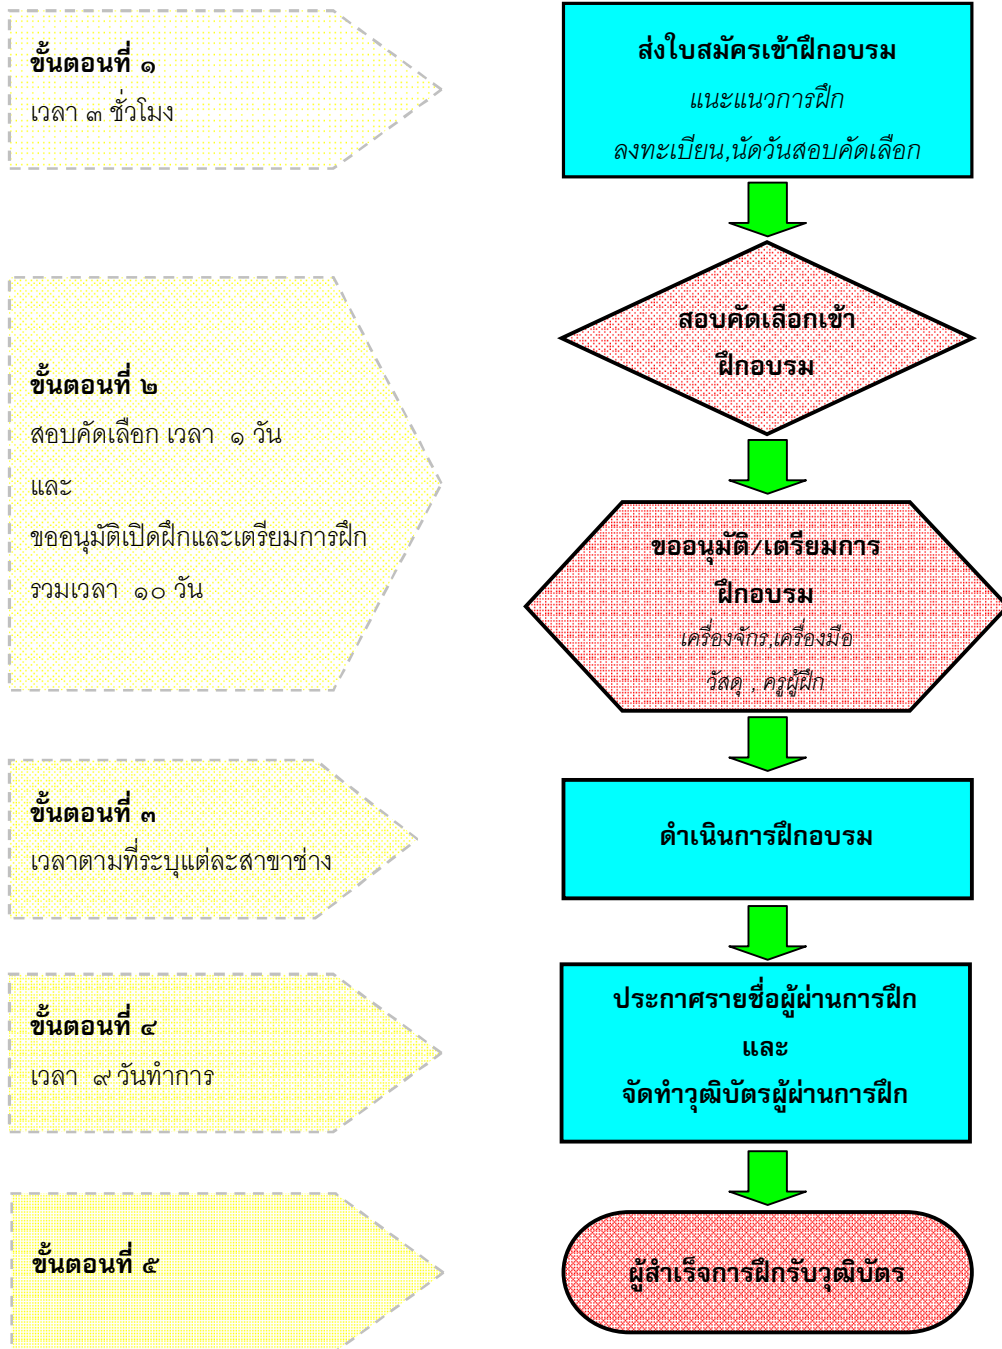 ขั้นตอนที่ ๑
เวลา ๓ ชั่วโมง
ส่งใบสมัครเข้าฝึกอบรม
แนะแนวการฝึก
ลงทะเบียน,นัดวันสอบคัดเลือก
ขั้นตอนที่ ๒
สอบคัดเลือก เวลา ๑ วัน
และ
ขออนุมัติเปิดฝึกและเตรียมการฝึก
รวมเวลา ๑๐ วัน
สอบคัดเลือกเข้า
ฝึกอบรม
ขออนุมัติ/เตรียมการ
ฝึกอบรม
เครื่องจักร,เครื่องมือ
วัสดุ , ครูผู้ฝึก
ขั้นตอนที่ ๓
เวลาตามที่ระบุแต่ละสาขาช่าง
ดำเนินการฝึกอบรม
ขั้นตอนที่ ๔
เวลา ๙ วันทำการ
ประกาศรายชื่อผู้ผ่านการฝึก
และ
จัดทำวุฒิบัตรผู้ผ่านการฝึก
ขั้นตอนที่ ๕
ผู้สำเร็จการฝึกรับวุฒิบัตร